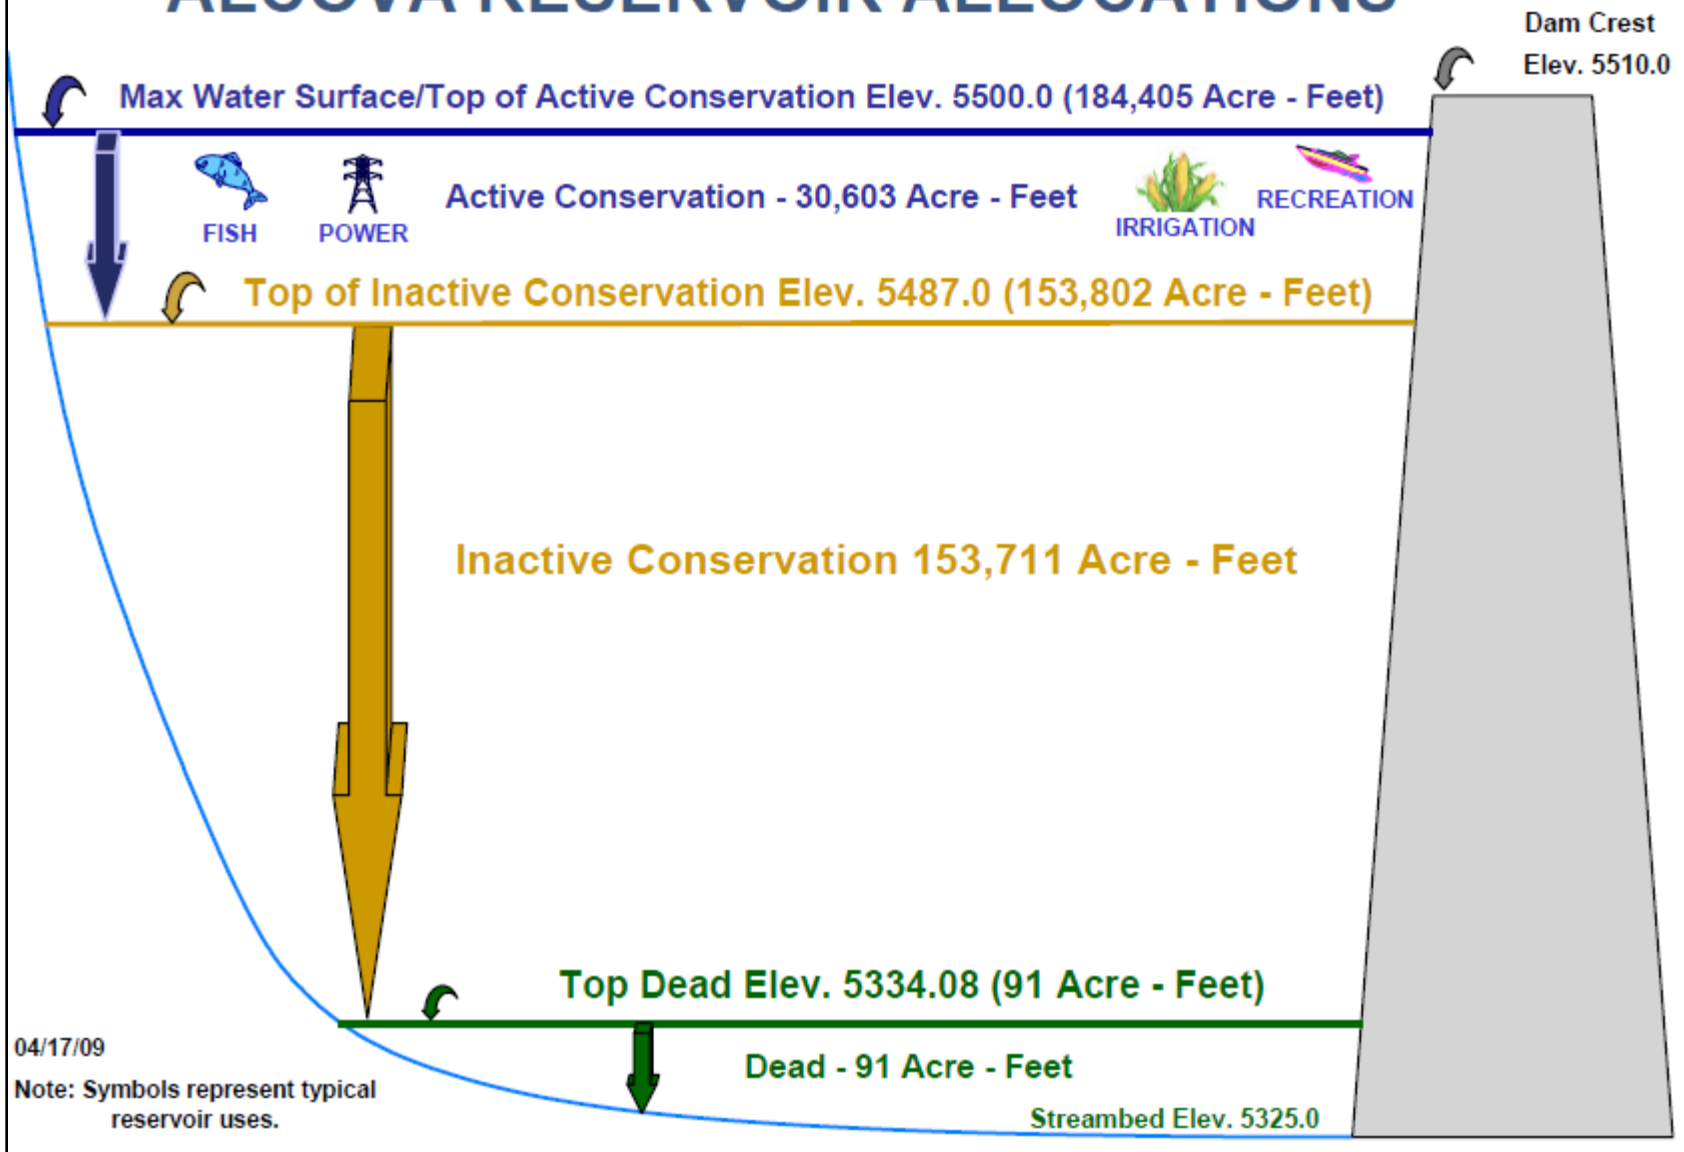 ALCOVA RESERVOIR ALLOCATIONS
Dam Crest
Elev. 5510.0
Max Water Surface/Top of Active Conservation Elev. 5500.0 (184,405 Acre - Feet)
FISH
POWER
Active Conservation - 30,603 Acre - Feet
IRRIGATION
RECREATION
Top of Inactive Conservation Elev. 5487.0 (153,802 Acre - Feet)
Inactive Conservation 153,711 Acre - Feet
Top Dead Elev. 5334.08 (91 Acre - Feet)
Dead - 91 Acre - Feet
Streambed Elev. 5325.0
04/17/09
Note: Symbols represent typical
reservoir uses.